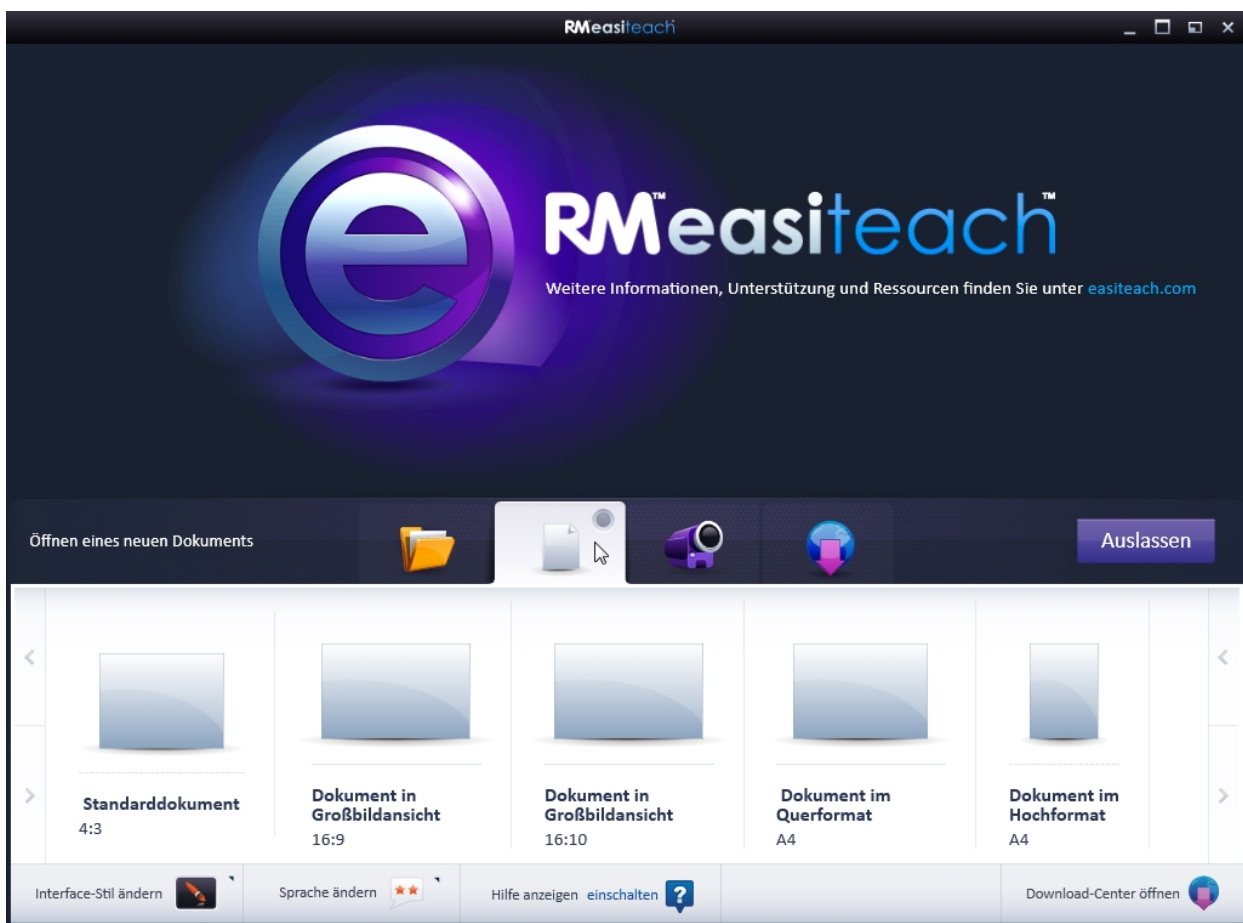 RMeasiteach
RM™easiteach™
Weitere Informationen, Unterstützung und Ressourcen finden Sie unter easiteach.com
Öffnen eines neuen Dokuments
Auslassen
Standarddokument
4:3
Dokument in
Großbildansicht
16:9
Dokument in
Großbildansicht
16:10
Dokument im
Querformat
A4
Dokument im
Hochformat
A4
Interface-Stil ändern
Sprache ändern
Hilfe anzeigen einschalten ?
Download-Center öffnen